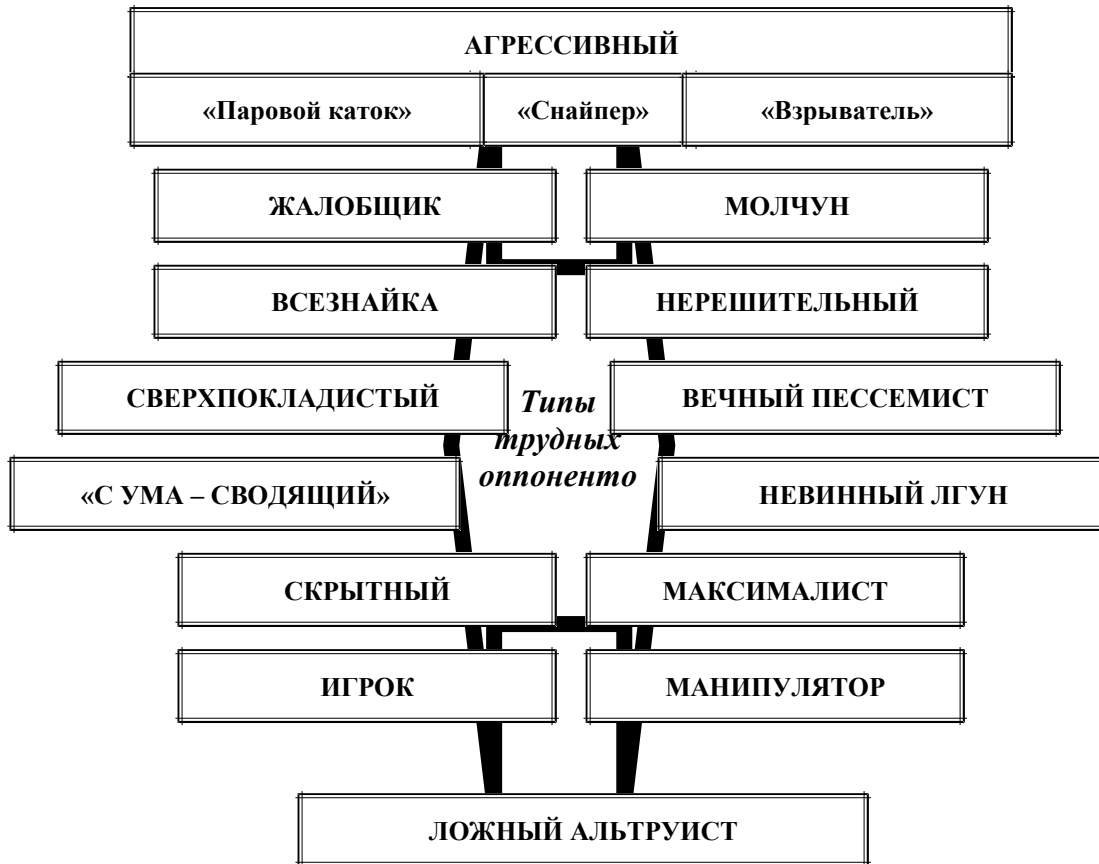 АГРЕССИВНЫЙ
«Паровой каток» «Снайпер» «Взрыватель»
ЖАЛОБЩИК МОЛЧУН
ВСЕЗНАЙКА НЕРЕШИТЕЛЬНЫЙ
СВЕРХПОКЛАДИСТЫЙ ВЕЧНЫЙ ПЕССЕМИСТ
Типы
трудных
оппоненто
«С УМА – СВОДЯЩИЙ» НЕВИННЫЙ ЛГУН
СКРЫТНЫЙ МАКСИМАЛИСТ
ИГРОК МАНИПУЛЯТОР
ЛОЖНЫЙ АЛЬТРУИСТ